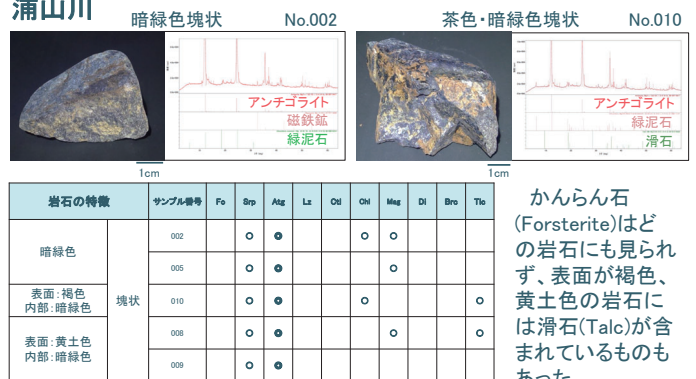 浦山川
暗緑色塊状 No.002
茶色・暗緑色塊状 No.010
アンチゴライト
磁鉄鉱
緑泥石
アンチゴライト
緑泥石
滑石
1cm
1cm
岩石の特徴 サンプル番号 Fo Srp Atg Lz Ctl Chl Mag Di Brc Tlc
暗緑色 塊状 002 ○ ◎ ○ ○
005 ○ ◎ ○
表面：褐色
内部：暗緑色
010 ○ ◎ ○ ○
表面：黄土色
内部：暗緑色
008 ○ ◎ ○ ○
009 ○ ◎
かんらん石
(Forsterite)はど
の岩石にも見られ
ず、表面が褐色、
黄土色の岩石に
は滑石(Talc)が含
まれているものも
あった